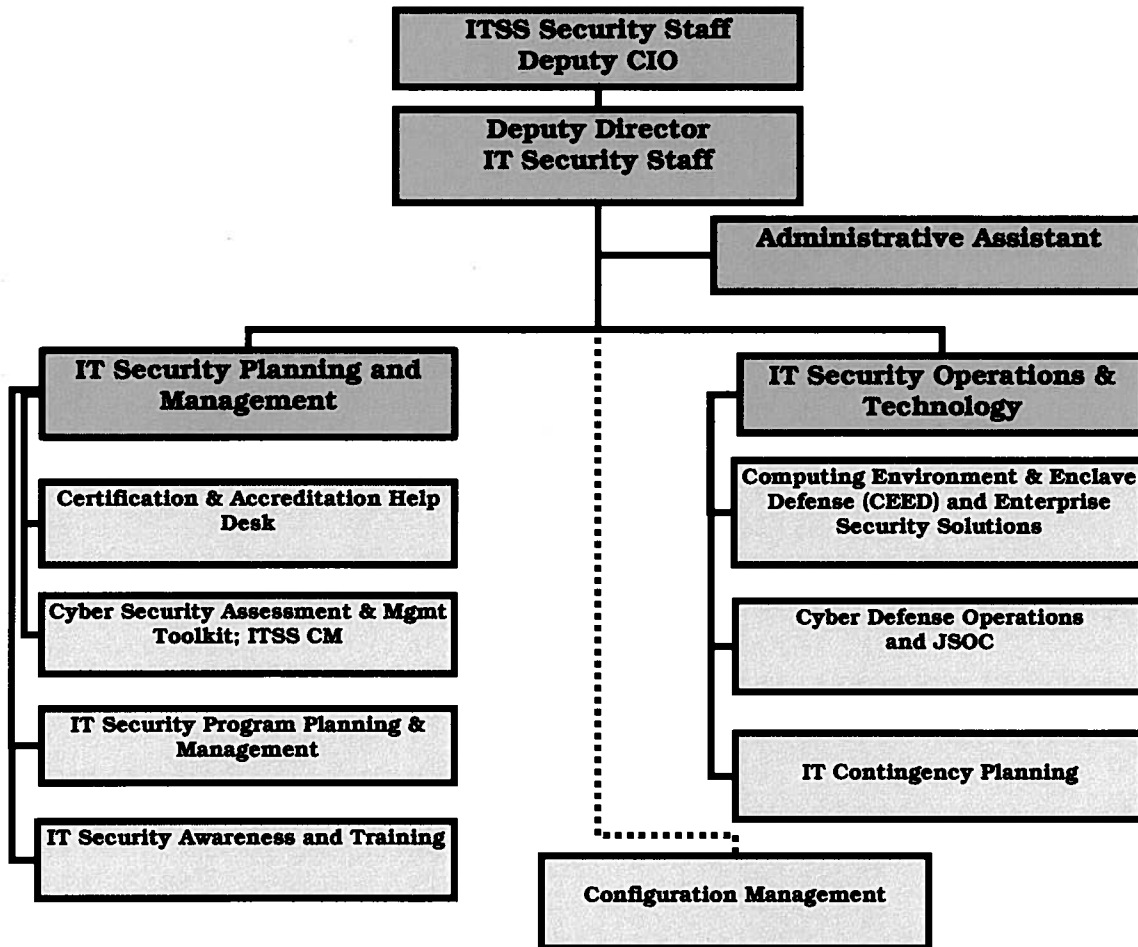 ITSS Security Staff
Deputy CIO
Deputy Director
IT Security Staff
Administrative Assistant
IT Security Planning and
Management
Certification & Accreditation Help
Desk
Cyber Security Assessment & Mgmt
Toolkit; ITSS CM
IT Security Program Planning &
Management
IT Security Awareness and Training
IT Security Operations &
Technology
Computing Environment & Enclave
Defense (CEED) and Enterprise
Security Solutions
Cyber Defense Operations
and JSOC
IT Contingency Planning
Configuration Management